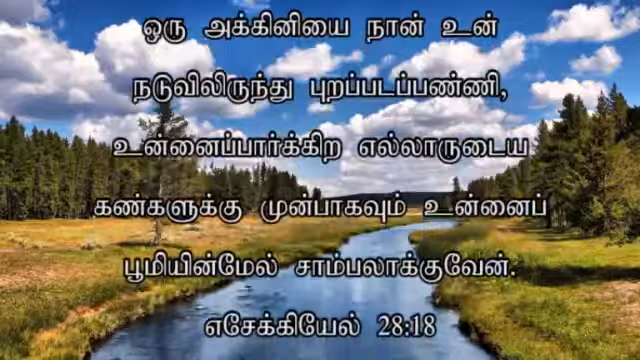 ஒரு அக்கினியை நான் உன்
நடுவிலிருந்து புறப்படப்பண்ணி,
உன்னைப்பார்க்கிற எல்லாருடைய
கண்களுக்கு முன்பாகவும் உன்னைப்
பூமியின்மேல் சாம்பலாக்குவேன்.
எசேக்கியேல் 28:18